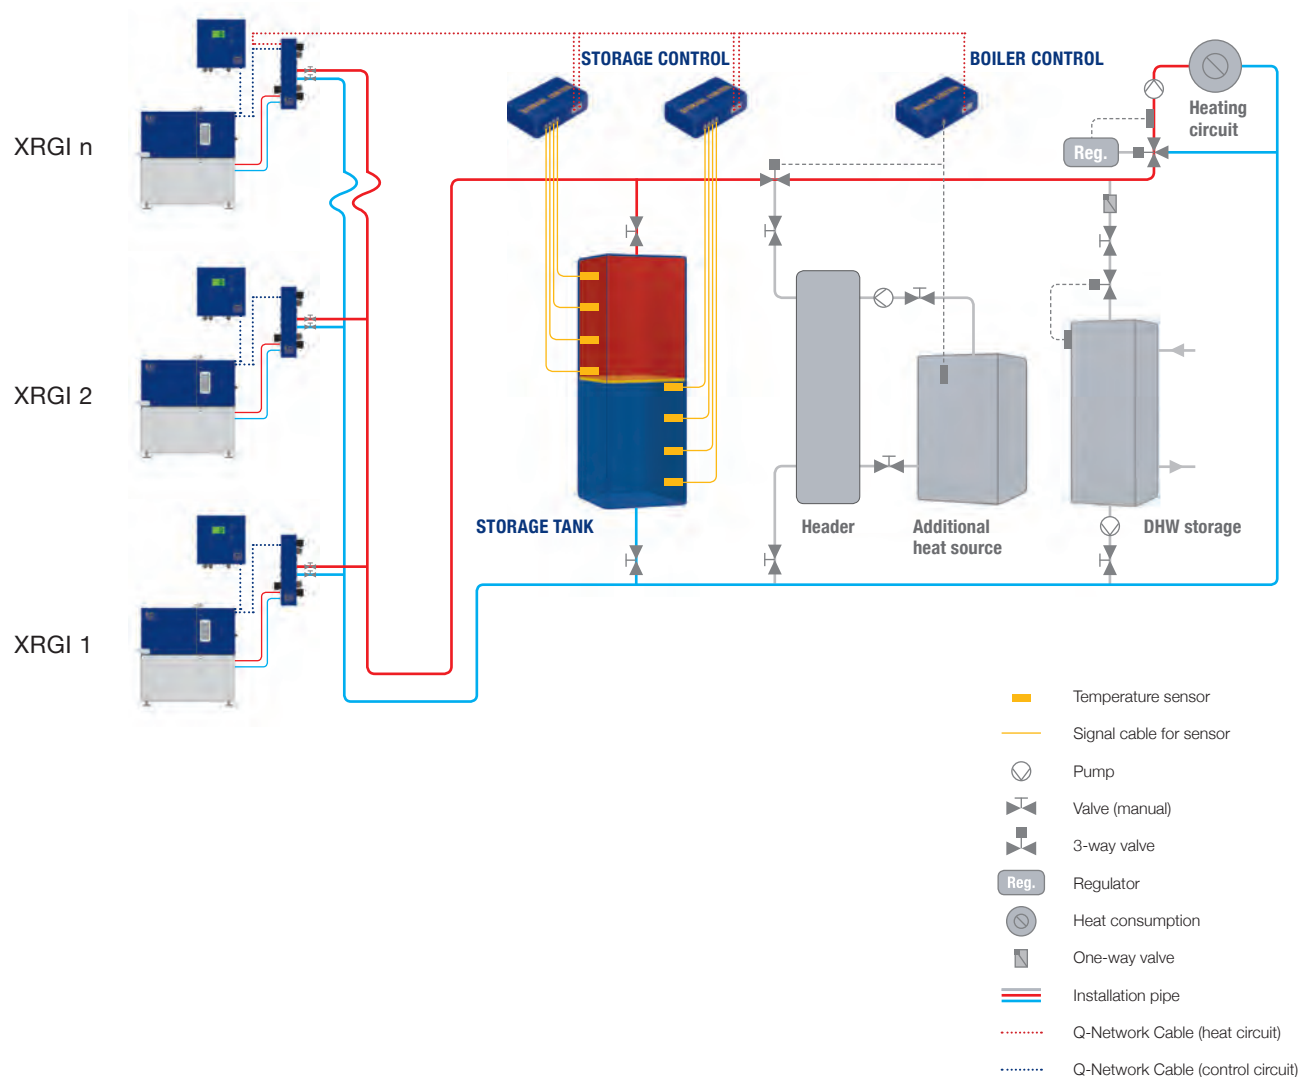 STORAGE CONTROL
BOILER CONTROL
Heating
circuit
XRGI n
Reg.
XRGI 2
STORAGE TANK
Header
Additional
heat source
DHW storage
XRGI 1
Temperature sensor
Signal cable for sensor
Pump
Valve (manual)
3-way valve
Reg.
Regulator
Heat consumption
One-way valve
Installation pipe
Q-Network Cable (heat circuit)
Q-Network Cable (control circuit)